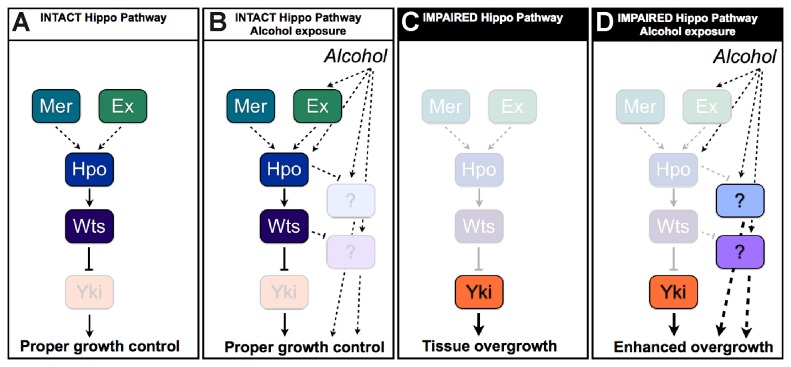 A
INTACT Hippo Pathway
Mer
Ex
Hpo
Wts
Yki
Proper growth control
B
INTACT Hippo Pathway
Alcohol exposure
Alcohol
Mer
Ex
Hpo
?
Wts
?
Yki
Proper growth control
C
IMPAIRED Hippo Pathway
Mer
Ex
Hpo
Wts
Yki
Tissue overgrowth
D
IMPAIRED Hippo Pathway
Alcohol exposure
Alcohol
Mer
Ex
Hpo
?
Wts
?
Yki
Enhanced overgrowth